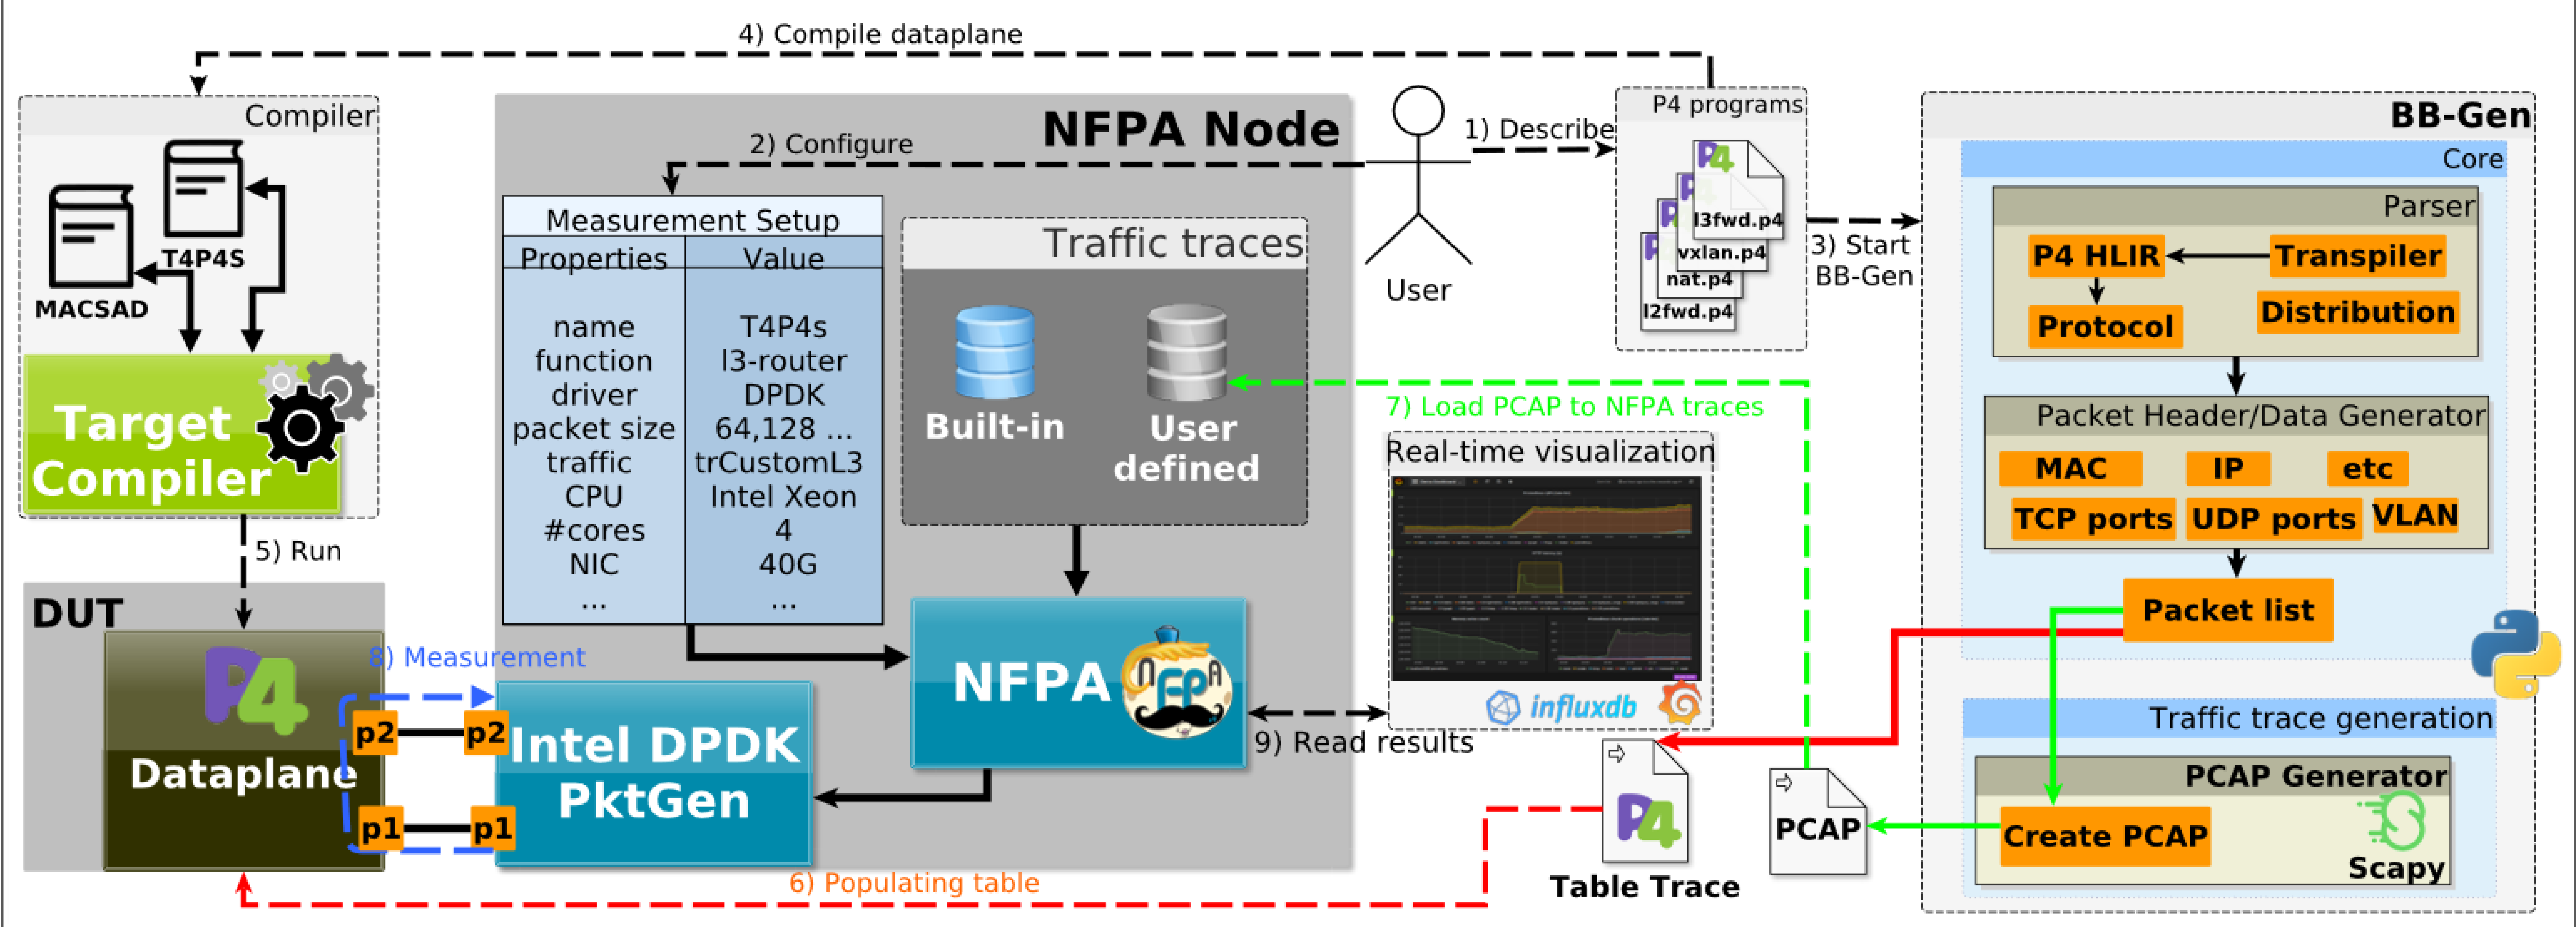 4) Compile dataplane
Compiler
T4P4S
MACSAD
Target
Compiler
5) Run
DUT
P4
Dataplane
8) Measurement
p2
p2
p1
p1
NFPA Node
2) Configure
Measurement Setup
Properties Value
name T4P4s
function l3-router
driver DPDK
packet size 64,128 ...
traffic trCustomL3
CPU Intel Xeon
#cores 4
NIC 40G
... ...
Traffic traces
Built-in
User
defined
NFPA
NFPA
Intel DPDK
PktGen
User
1) Describe
P4 programs
P4
l3fwd.p4
vxlan.p4
nat.p4
l2fwd.p4
3) Start
BB-Gen
7) Load PCAP to NFPA traces
Real-time visualization
influxdb
9) Read results
6) Populating table
P4
Table Trace
PCAP
BB-Gen
Core
Parser
P4 HLIR
Transpiler
Protocol
Distribution
Packet Header/Data Generator
MAC
IP
etc
TCP ports
UDP ports
VLAN
Packet list
Traffic trace generation
PCAP Generator
Create PCAP
Scapy